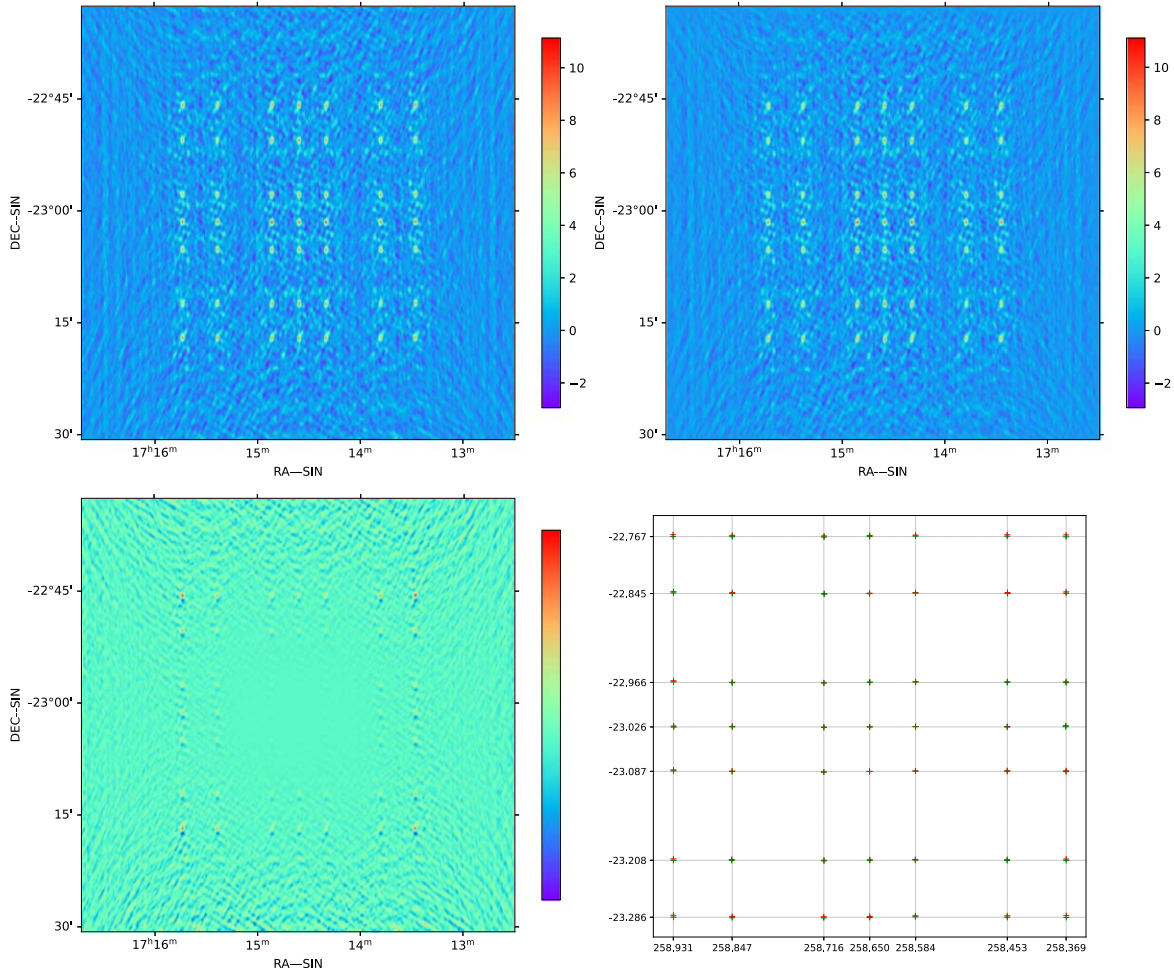 -22°45'
-23°00'
15'
30'
DEC--SIN
17ʰ16ᵐ
15ᵐ
14ᵐ
13ᵐ
RA—SIN
10
8
6
4
2
0
−2
-22°45'
-23°00'
15'
30'
DEC--SIN
17ʰ16ᵐ
15ᵐ
14ᵐ
13ᵐ
RA---SIN
10
8
6
4
2
0
−2
-22°45'
-23°00'
15'
30'
DEC--SIN
17ʰ16ᵐ
15ᵐ
14ᵐ
13ᵐ
RA—SIN
-22.767
-22.845
-22.966
-23.026
-23.087
-23.208
-23.286
258,931
258,847
258,716
258,650
258,584
258,453
258,369